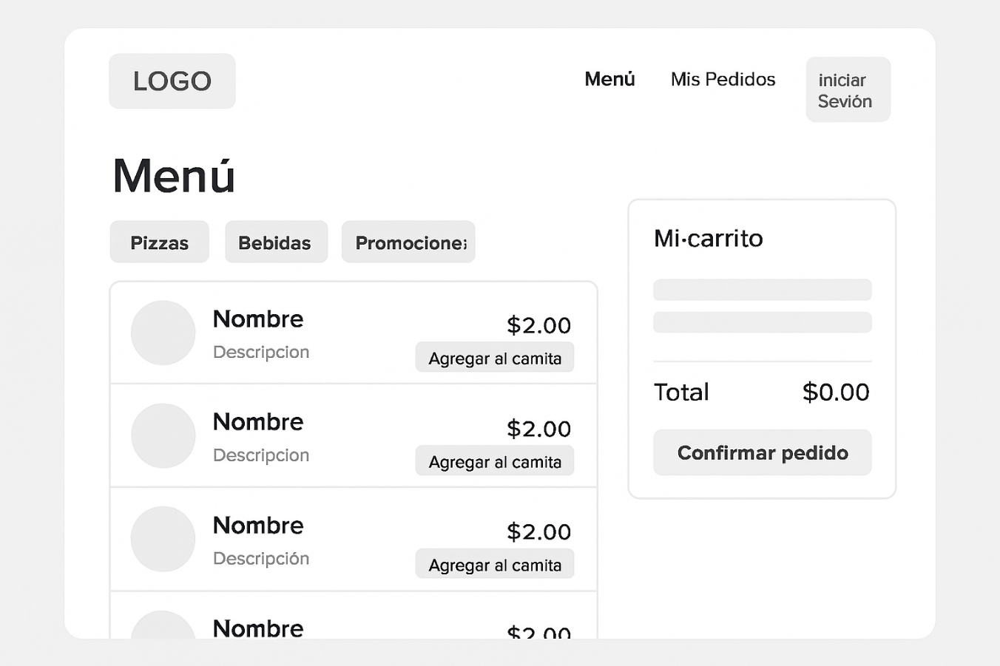 LOGO
Menú
Mis Pedidos
iniciar
Sevión
Menú
Pizzas
Bebidas
Promociones
Nombre
Descripcion
$2.00
Agregar al camita
Nombre
Descripcion
$2.00
Agregar al camita
Nombre
Descripción
$2.00
Agregar al camita
Nombre
$2.00
Mi·carrito
Total
$0.00
Confirmar pedido